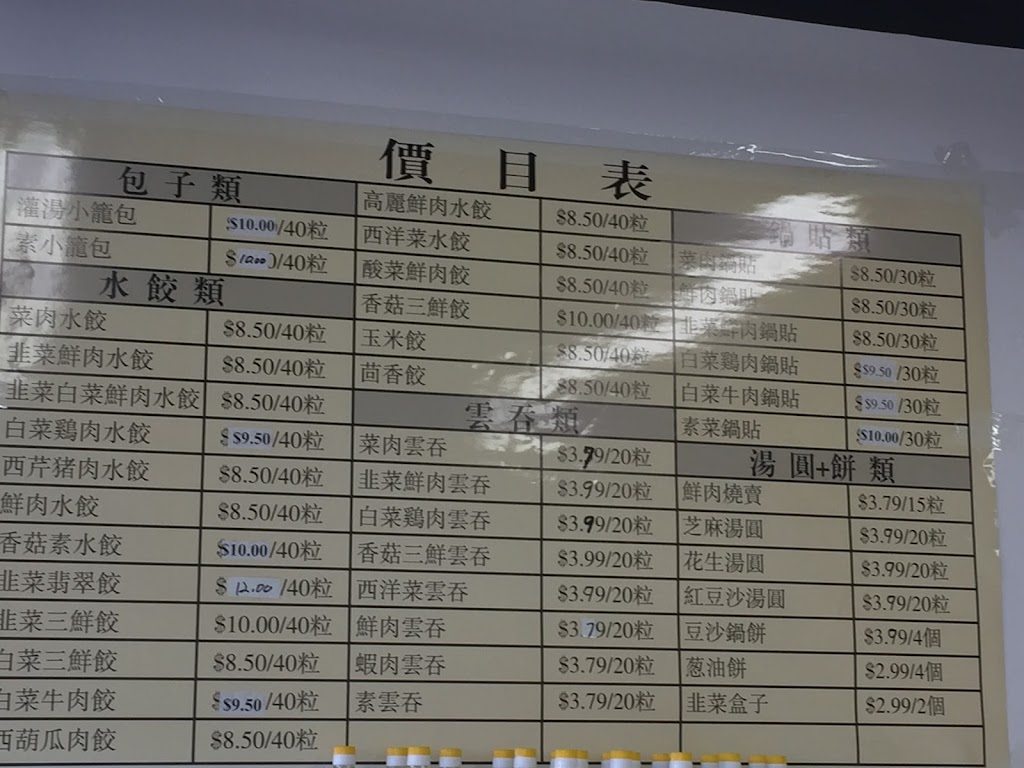 價目表
包子類
灌湯小籠包 $10.00/40粒
素小籠包 $12.00/40粒
水餃類
菜肉水餃 $8.50/40粒
韭菜鮮肉水餃 $8.50/40粒
韭菜白菜鮮肉水餃 $8.50/40粒
白菜鷄肉水餃 $9.50/40粒
西芹猪肉水餃 $8.50/40粒
鮮肉水餃 $8.50/40粒
香菇素水餃 $10.00/40粒
韭菜翡翠餃 $12.00/40粒
韭菜三鮮餃 $10.00/40粒
白菜三鮮餃 $8.50/40粒
白菜牛肉餃 $9.50/40粒
西葫瓜肉餃 $8.50/40粒
高麗鮮肉水餃 $8.50/40粒
西洋菜水餃 $8.50/40粒
酸菜鮮肉餃 $8.50/40粒
香菇三鮮餃 $10.00/40粒
玉米餃 $8.50/40粒
茴香餃 $8.50/40粒
雲吞類
菜肉雲吞 $3.79/20粒
韭菜鮮肉雲吞 $3.99/20粒
白菜鷄肉雲吞 $3.99/20粒
香菇三鮮雲吞 $3.99/20粒
西洋菜雲吞 $3.79/20粒
鮮肉雲吞 $3.79/20粒
蝦肉雲吞 $3.79/20粒
素雲吞 $3.79/20粒
鍋貼類
菜肉鍋貼 $8.50/30粒
鮮肉鍋貼 $8.50/30粒
韭菜鮮肉鍋貼 $8.50/30粒
白菜鷄肉鍋貼 $9.50/30粒
白菜牛肉鍋貼 $9.50/30粒
素菜鍋貼 $10.00/30粒
湯圓+餅類
鮮肉燒賣 $3.79/15粒
芝麻湯圓 $3.99/20粒
花生湯圓 $3.99/20粒
紅豆沙湯圓 $3.79/20粒
豆沙鍋餅 $3.99/4個
葱油餅 $2.99/4個
韭菜盒子 $2.99/2個